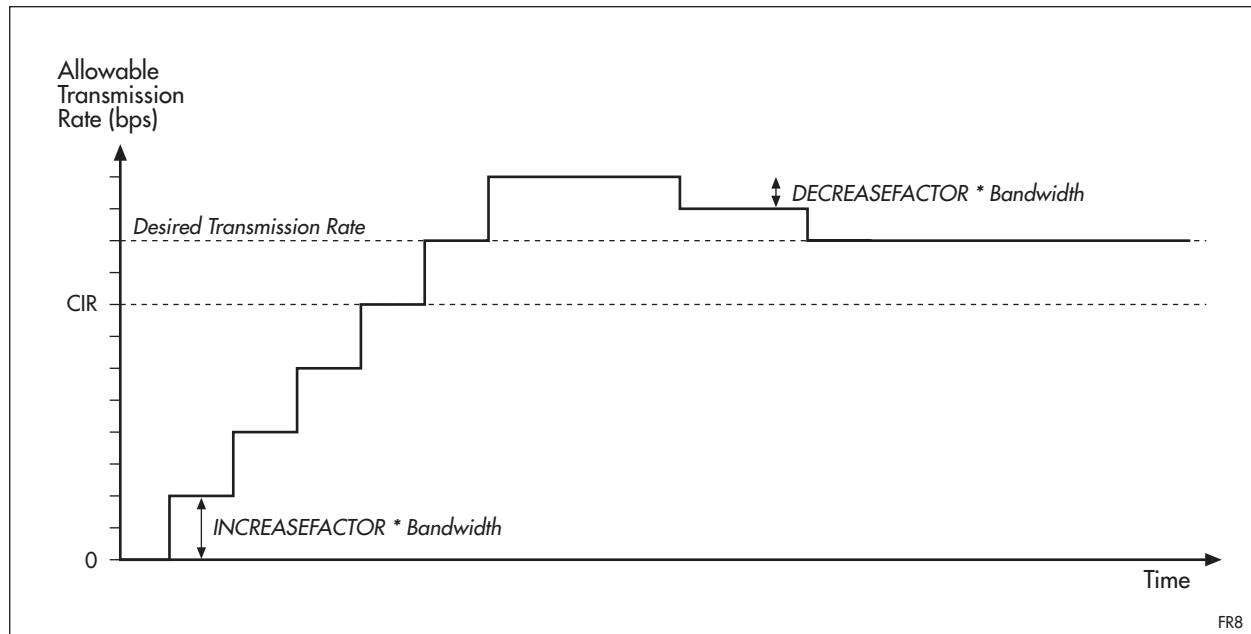 Allowable
Transmission
Rate (bps)
DECREASEFACTOR * Bandwidth
Desired Transmission Rate
CIR
INCREASEFACTOR * Bandwidth
0
Time
FR8